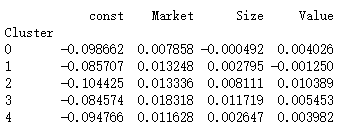 const Market Size Value
Cluster
0 -0.098662 0.007858 -0.000492 0.004026
1 -0.085707 0.013248 0.002795 -0.001250
2 -0.104425 0.013336 0.008111 0.010389
3 -0.084574 0.018318 0.011719 0.005453
4 -0.094766 0.011628 0.002647 0.003982